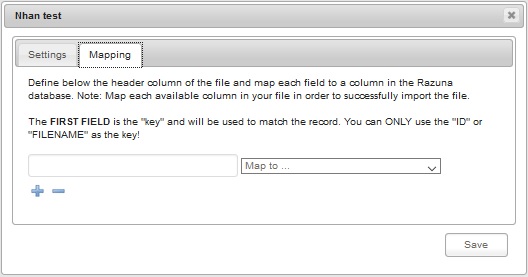 Nhan test
Settings
Mapping
Define below the header column of the file and map each field to a column in the Razuna
database. Note: Map each available column in your file in order to successfully import the file.
The FIRST FIELD is the "key" and will be used to match the record. You can ONLY use the "ID" or
"FILENAME" as the key!
Map to ...
Save